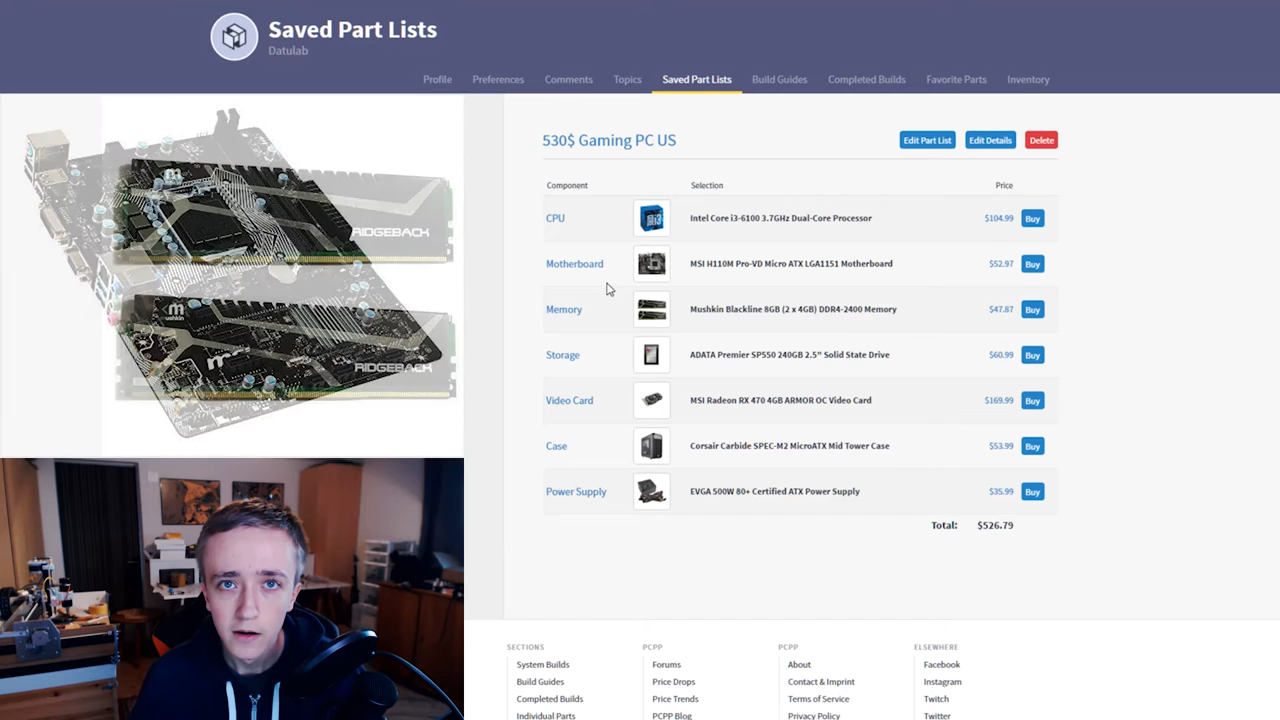 Saved Part Lists
Datulab
Profile Preferences Comments Topics Saved Part Lists Build Guides Completed Builds Favorite Parts Inventory
530$ Gaming PC US
Edit Part List Edit Details Delete
Component Selection Price
CPU Intel Core i3-6100 3.7GHz Dual-Core Processor $104.99 Buy
Motherboard MSI H110M Pro-VD Micro ATX LGA1151 Motherboard $52.97 Buy
Memory Mushkin Blackline 8GB (2 x 4GB) DDR4-2400 Memory $47.87 Buy
Storage ADATA Premier SP550 240GB 2.5" Solid State Drive $60.99 Buy
Video Card MSI Radeon RX 470 4GB ARMOR OC Video Card $169.99 Buy
Case Corsair Carbide SPEC-M2 MicroATX Mid Tower Case $53.99 Buy
Power Supply EVGA 500W 80+ Certified ATX Power Supply $35.99 Buy
Total: $526.79
RIDGEBACK
mushkin
RIDGEBACK
SECTIONS PCPP PCPP ELSEWHERE
System Builds Forums About Facebook
Build Guides Price Drops Contact & Imprint Instagram
Completed Builds Price Trends Terms of Service Twitch
Individual Parts PCPP Blog Privacy Policy Twitter